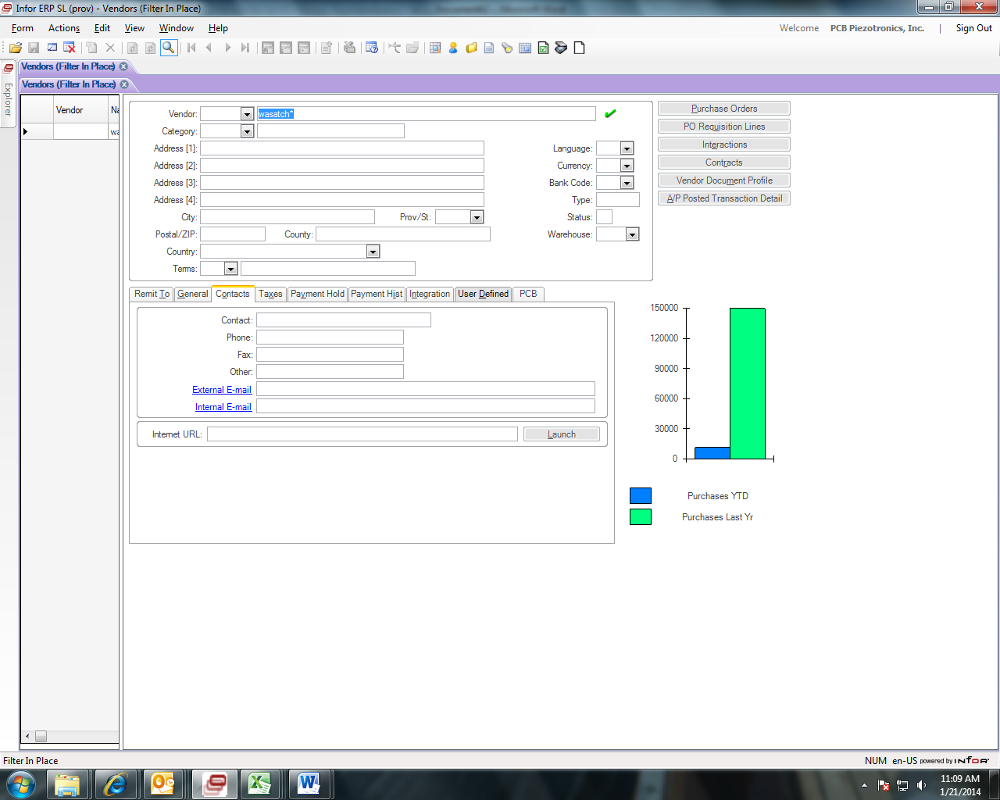 Infor ERP SL (prov) - Vendors (Filter In Place)
Form Actions Edit View Window Help
Welcome PCB Piezotronics, Inc. | Sign Out
Explorer
Vendors (Filter In Place)
Vendors (Filter In Place)
Vendor Na
wa
Vendor: wasatch*
Category:
Address [1]:
Address [2]:
Address [3]:
Address [4]:
City: Prov/St:
Postal/ZIP: County:
Country:
Terms:
Language:
Currency:
Bank Code:
Type:
Status:
Warehouse:
Purchase Orders
PO Requisition Lines
Interactions
Contracts
Vendor Document Profile
A/P Posted Transaction Detail
Remit To General Contacts Taxes Payment Hold Payment Hist Integration User Defined PCB
Contact:
Phone:
Fax:
Other:
External E-mail
Internal E-mail
Internet URL: Launch
150000
120000
90000
60000
30000
0
Purchases YTD
Purchases Last Yr
Filter In Place
NUM en-US powered by infor
11:09 AM
1/21/2014